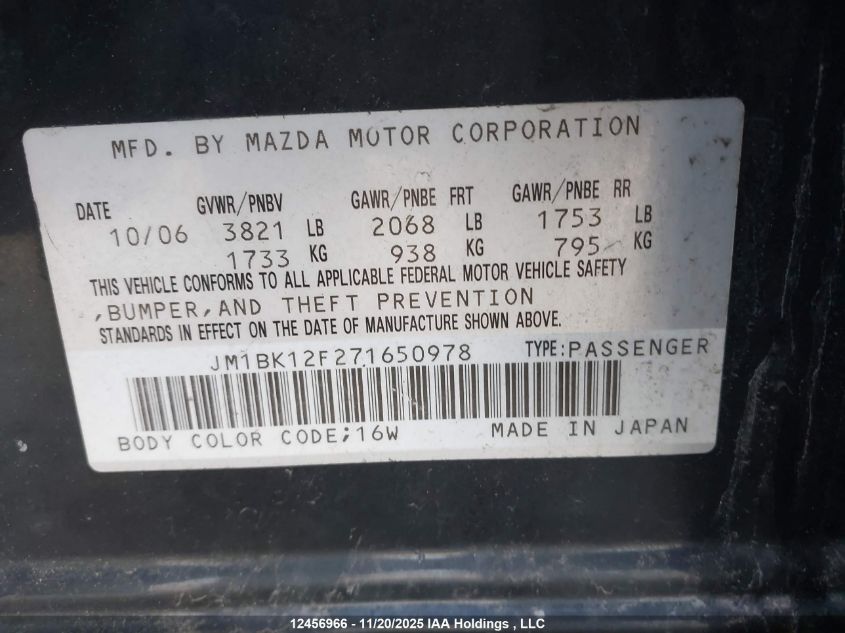 MFD. BY MAZDA MOTOR CORPORATION
DATE GVWR/PNBV GAWR/PNBE FRT GAWR/PNBE RR
10/06 3821 LB 2068 LB 1753 LB
1733 KG 938 KG 795 KG
THIS VEHICLE CONFORMS TO ALL APPLICABLE FEDERAL MOTOR VEHICLE SAFETY
,BUMPER,AND THEFT PREVENTION
STANDARDS IN EFFECT ON THE DATE OF MANUFACTURE SHOWN ABOVE.
JM1BK12F271650978 TYPE:PASSENGER
BODY COLOR CODE;16W MADE IN JAPAN
12456966 - 11/20/2025 IAA Holdings , LLC